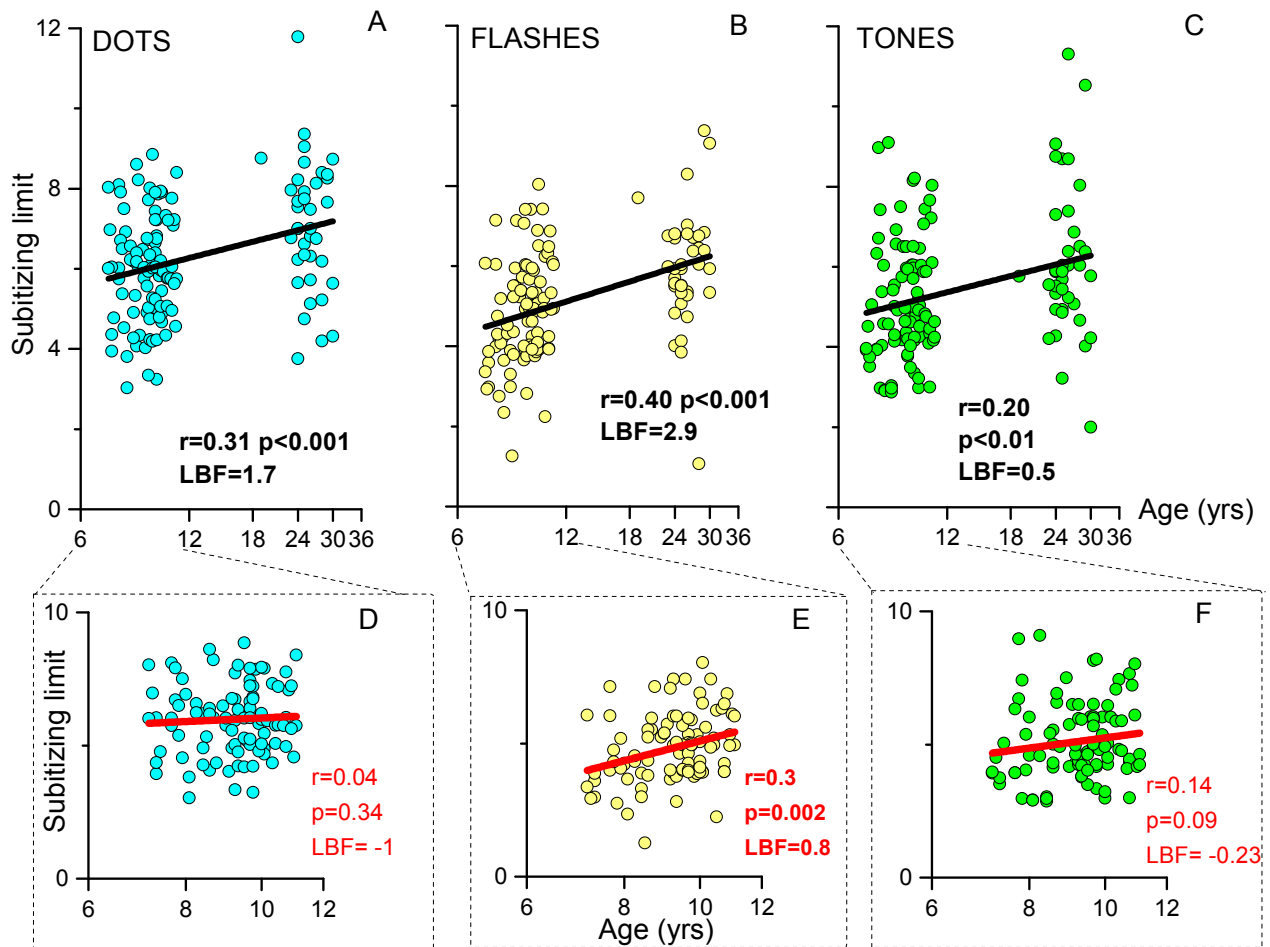 DOTS
A
FLASHES
B
TONES
C
12
8
4
0
Subitizing limit
r=0.31 p<0.001
LBF=1.7
r=0.40 p<0.001
LBF=2.9
r=0.20
p<0.01
LBF=0.5
6 12 18 24 30 36
6 12 18 24 30 36
6 12 18 24 30 36
Age (yrs)
D
10
0
Subitizing limit
r=0.04
p=0.34
LBF= -1
6 8 10 12
E
10
0
r=0.3
p=0.002
LBF=0.8
6 8 10 12
Age (yrs)
F
10
0
r=0.14
p=0.09
LBF= -0.23
6 8 10 12